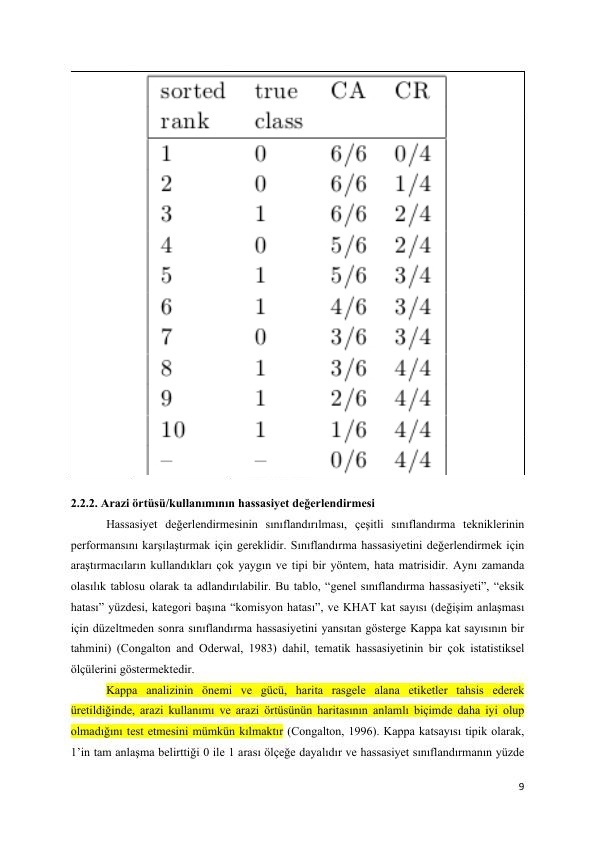 sorted true CA CR
rank class
1 0 6/6 0/4
2 0 6/6 1/4
3 1 6/6 2/4
4 0 5/6 2/4
5 1 5/6 3/4
6 1 4/6 3/4
7 0 3/6 3/4
8 1 3/6 4/4
9 1 2/6 4/4
10 1 1/6 4/4
– – 0/6 4/4
2.2.2. Arazi örtüsü/kullanımının hassasiyet değerlendirmesi
Hassasiyet değerlendirmesinin sınıflandırılması, çeşitli sınıflandırma tekniklerinin
performansını karşılaştırmak için gereklidir. Sınıflandırma hassasiyetini değerlendirmek için
araştırmacıların kullandıkları çok yaygın ve tipi bir yöntem, hata matrisidir. Aynı zamanda
olasılık tablosu olarak ta adlandırılabilir. Bu tablo, “genel sınıflandırma hassasiyeti”, “eksik
hatası” yüzdesi, kategori başına “komisyon hatası”, ve KHAT kat sayısı (değişim anlaşması
için düzeltmeden sonra sınıflandırma hassasiyetini yansıtan gösterge Kappa kat sayısının bir
tahmini) (Congalton and Oderwal, 1983) dahil, tematik hassasiyetinin bir çok istatistiksel
ölçülerini göstermektedir.
Kappa analizinin önemi ve gücü, harita rasgele alana etiketler tahsis ederek
üretildiğinde, arazi kullanımı ve arazi örtüsünün haritasının anlamlı biçimde daha iyi olup
olmadığını test etmesini mümkün kılmaktır (Congalton, 1996). Kappa katsayısı tipik olarak,
1’in tam anlaşma belirttiği 0 ile 1 arası ölçeğe dayalıdır ve hassasiyet sınıflandırmanın yüzde
9